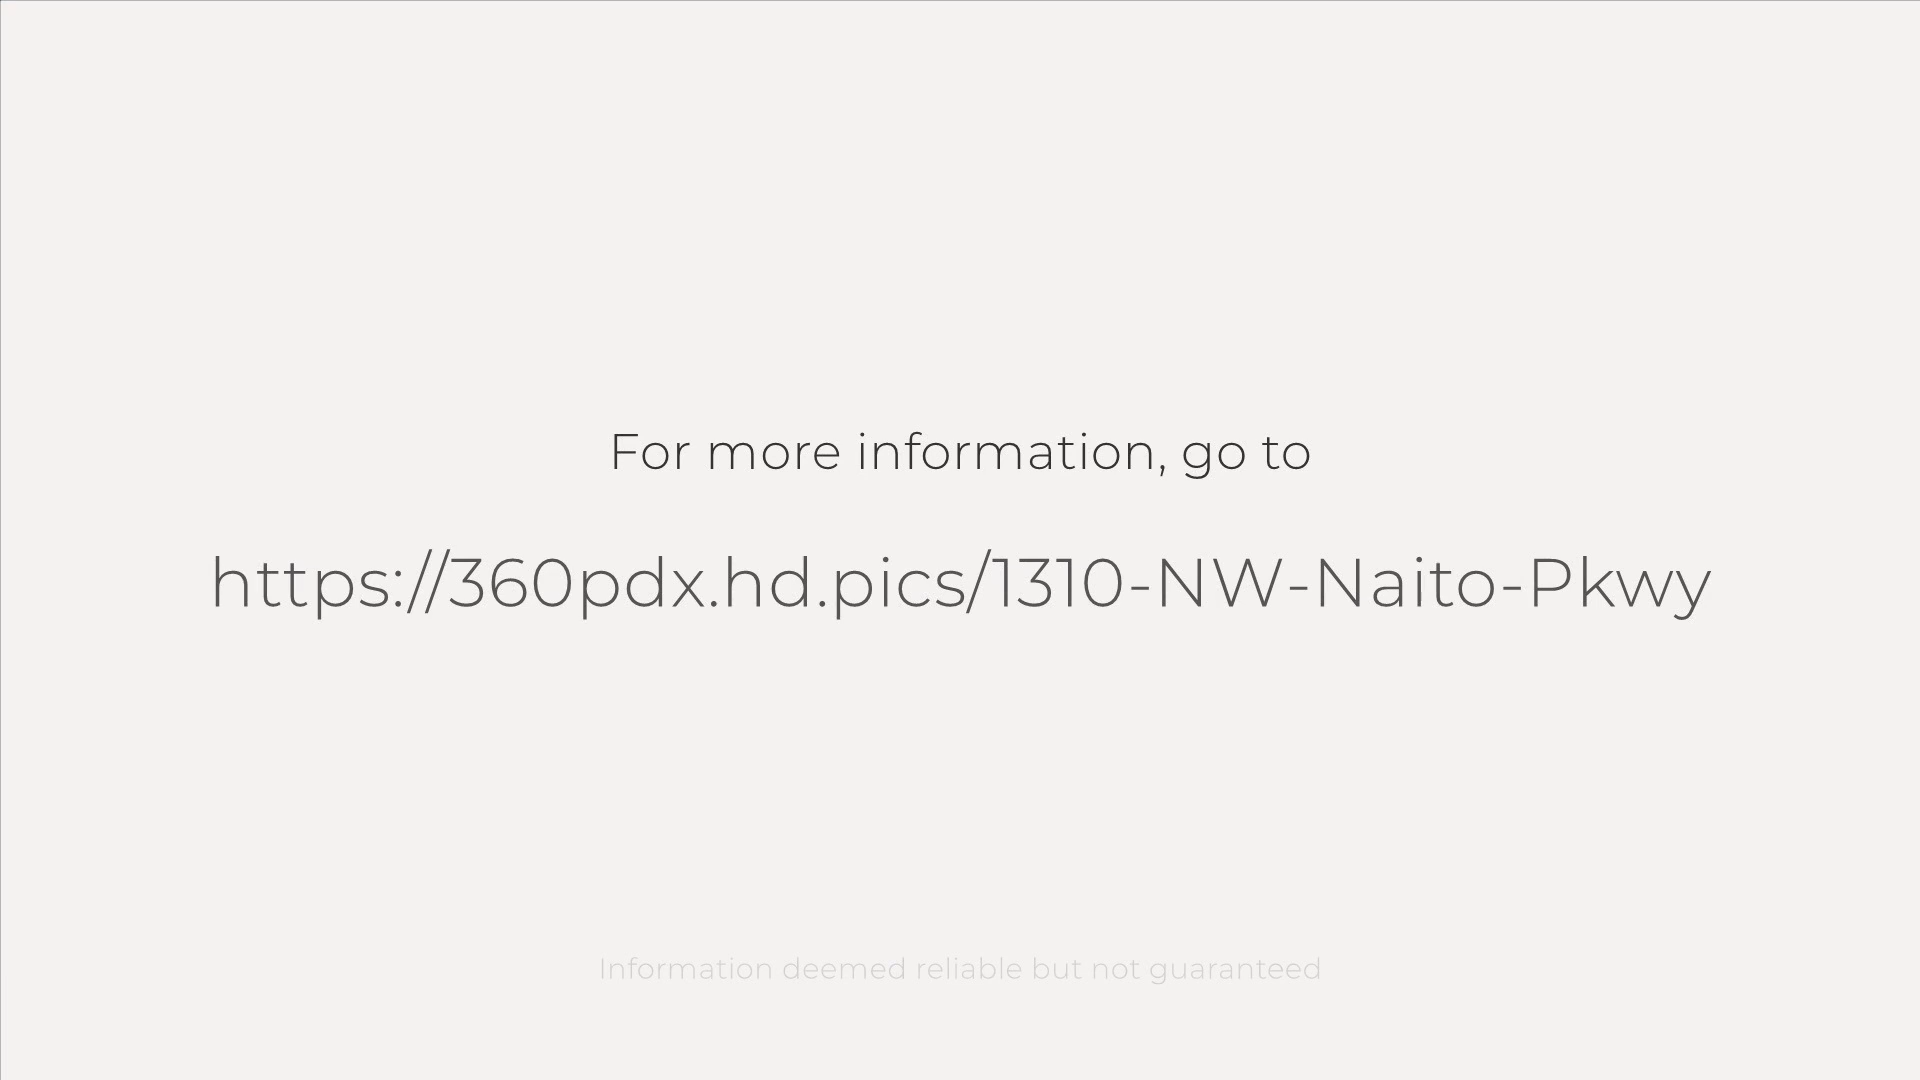 For more information, go to
https://360pdx.hd.pics/1310-NW-Naito-Pkwy
Information deemed reliable but not guaranteed